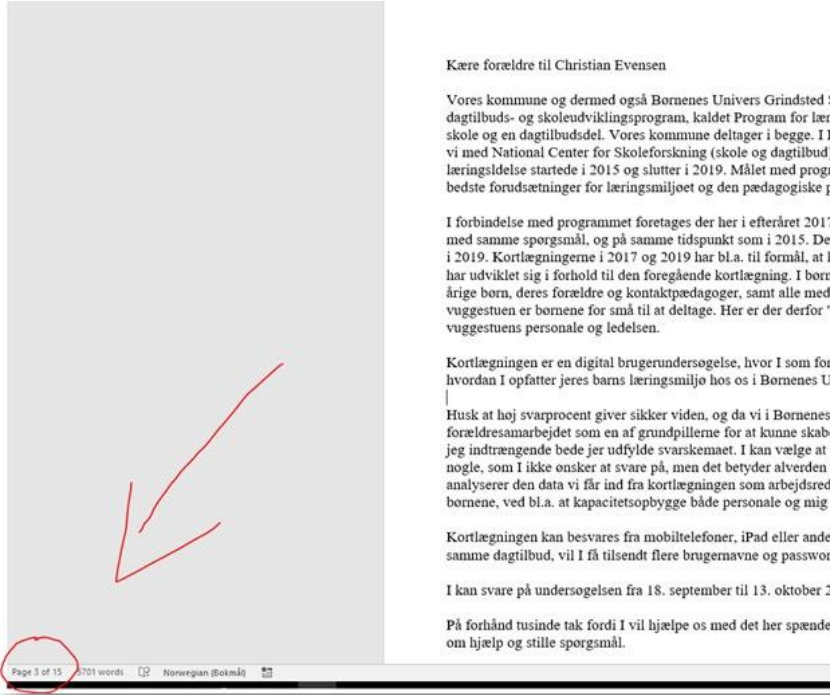 Kære forældre til Christian Evensen
Vores kommune og dermed også Børnenes Univers Grindsted
dagtilbuds- og skoleudviklingsprogram, kaldet Program for
skole og en dagtilbudsdel. Vores kommune deltager i begge. I
vi med National Center for Skoleforskning (skole og dagtilbud)
læringsldelse startede i 2015 og slutter i 2019. Målet med
bedste forudsætninger for læringsmiljøet og den pædagogiske
I forbindelse med programmet foretages der her i efteråret 2017
med samme spørgsmål, og på samme tidspunkt som i 2015. De
i 2019. Kortlægningerne i 2017 og 2019 har bl.a. til formål, at
har udviklet sig i forhold til den foregående kortlægning. I
årige børn, deres forældre og kontaktpædagoger, samt alle med
vuggestuen er børnene for små til at deltage. Her er der derfor "
vuggestuens personale og ledelsen.
Kortlægningen er en digital brugerundersøgelse, hvor I som for
hvordan I opfatter jeres barns læringsmiljø hos os i Børnenes U
Husk at høj svarprocent giver sikker viden, og da vi i Børnenes
forældresamarbejdet som en af grundpillerne for at kunne skabe
jeg indtrængende bede jer udfylde svarskemaet. I kan vælge at
nogle, som I ikke ønsker at svare på, men det betyder alverden
analyserer den data vi får ind fra kortlægningen som arbejdsred
børnene, ved bl.a. at kapacitetsopbygge både personale og mig
Kortlægningen kan besvares fra mobiltelefoner, iPad eller ande
samme dagtilbud, vil I få tilsendt flere brugernavne og passwor
I kan svare på undersøgelsen fra 18. september til 13. oktober 2
På forhånd tusinde tak fordi I vil hjælpe os med det her spænde
om hjælp og stille spørgsmål.
Page 3 of 15 5701 words Norwegian (Bokmål)